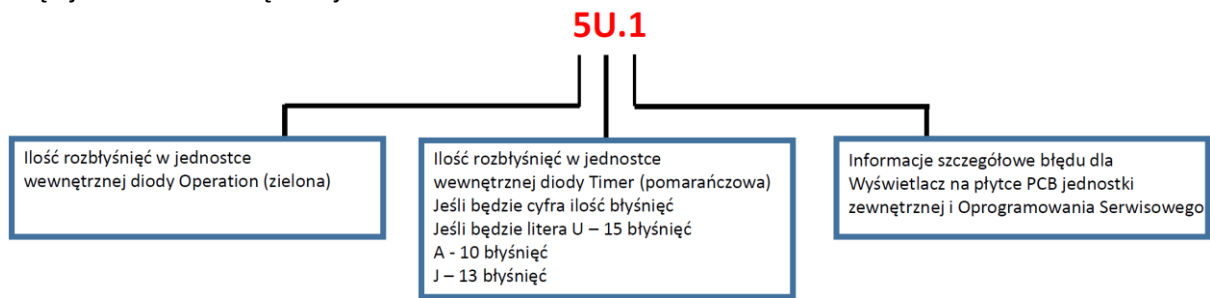 5U.1
Ilość rozbłyśnięć w jednostce
wewnętrznej diody Operation (zielona)
Ilość rozbłyśnięć w jednostce
wewnętrznej diody Timer (pomarańczowa)
Jeśli będzie cyfra ilość błyśnięć
Jeśli będzie litera U – 15 błyśnięć
A - 10 błyśnięć
J – 13 błyśnięć
Informacje szczegółowe błędu dla
Wyświetlacz na płytce PCB jednostki
zewnętrznej i Oprogramowania Serwisowego